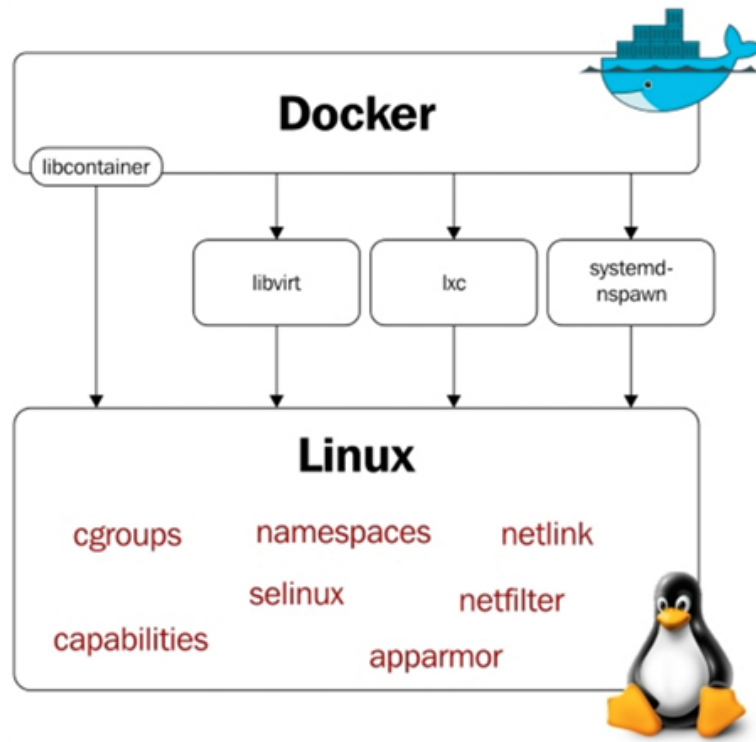 Docker
libcontainer
libvirt
lxc
systemd-
nspawn
Linux
cgroups
namespaces
netlink
selinux
netfilter
capabilities
apparmor